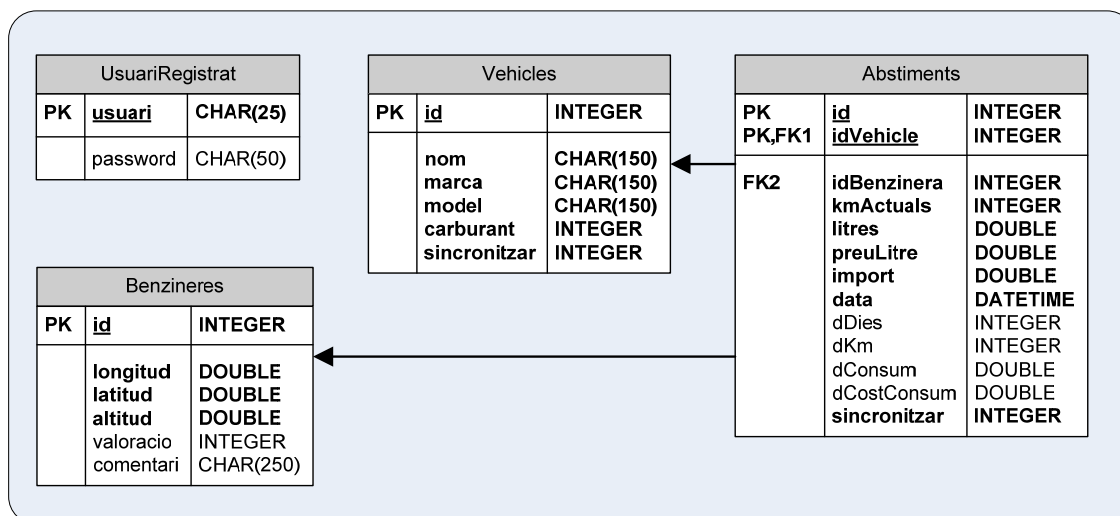 UsuariRegistrat
PK usuari CHAR(25)
password CHAR(50)
Vehicles
PK id INTEGER
nom CHAR(150)
marca CHAR(150)
model CHAR(150)
carburant INTEGER
sincronitzar INTEGER
Abstiments
PK id INTEGER
PK,FK1 idVehicle INTEGER
FK2 idBenzinera INTEGER
kmActuals INTEGER
litres DOUBLE
preuLitre DOUBLE
import DOUBLE
data DATETIME
dDies INTEGER
dKm INTEGER
dConsum DOUBLE
dCostConsum DOUBLE
sincronitzar INTEGER
Benzineres
PK id INTEGER
longitud DOUBLE
latitud DOUBLE
altitud DOUBLE
valoracio INTEGER
comentari CHAR(250)